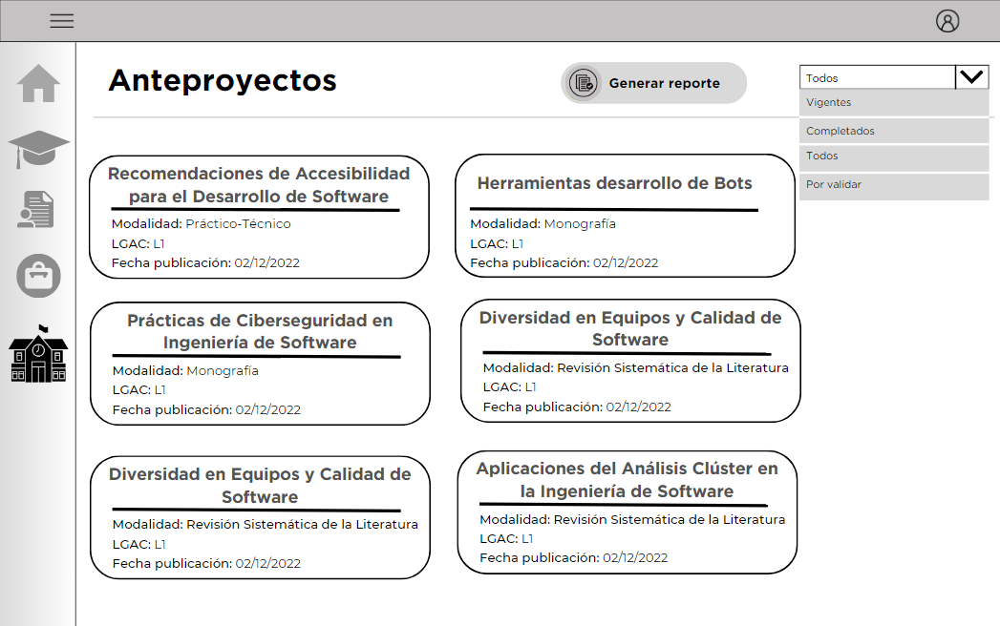 Anteproyectos
Generar reporte
Todos
Vigentes
Completados
Todos
Por validar
Recomendaciones de Accesibilidad
para el Desarrollo de Software
Modalidad: Práctico-Técnico
LGAC: L1
Fecha publicación: 02/12/2022
Herramientas desarrollo de Bots
Modalidad: Monografía
LGAC: L1
Fecha publicación: 02/12/2022
Prácticas de Ciberseguridad en
Ingeniería de Software
Modalidad: Monografía
LGAC: L1
Fecha publicación: 02/12/2022
Diversidad en Equipos y Calidad de
Software
Modalidad: Revisión Sistemática de la Literatura
LGAC: L1
Fecha publicación: 02/12/2022
Diversidad en Equipos y Calidad de
Software
Modalidad: Revisión Sistemática de la Literatura
LGAC: L1
Fecha publicación: 02/12/2022
Aplicaciones del Análisis Clúster en
la Ingeniería de Software
Modalidad: Revisión Sistemática de la Literatura
LGAC: L1
Fecha publicación: 02/12/2022